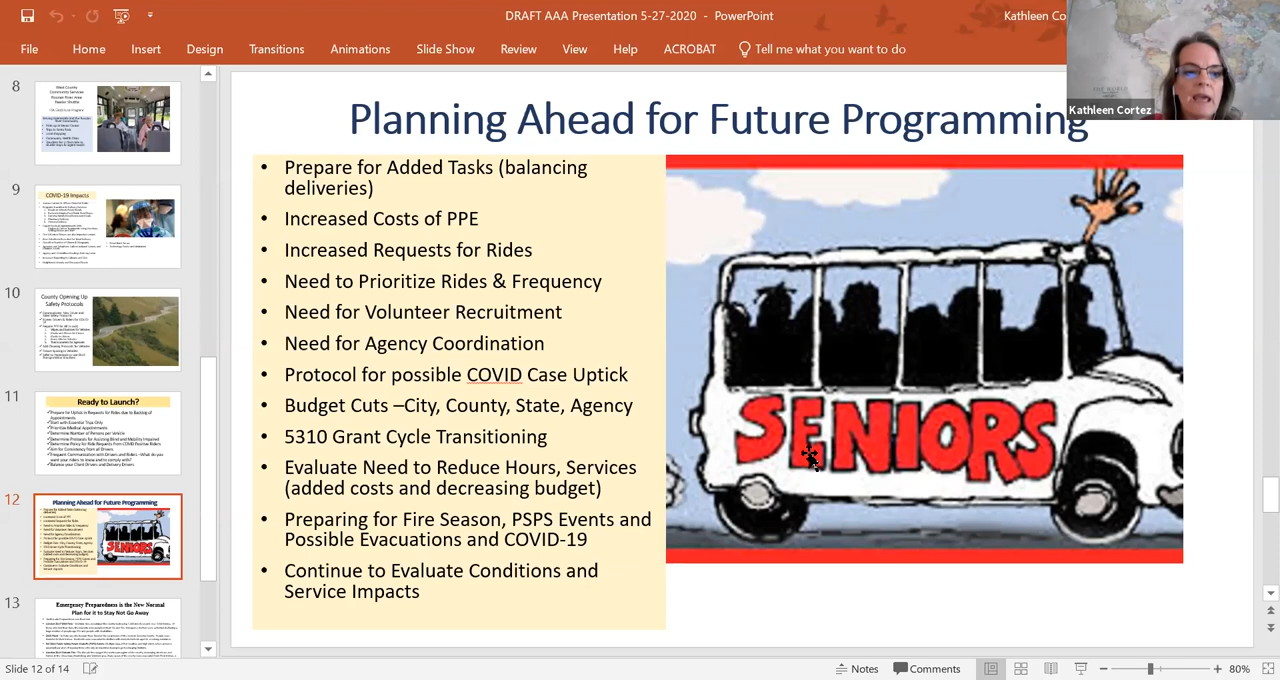 DRAFT AAA Presentation 5-27-2020 - PowerPoint
Kathleen Co
File Home Insert Design Transitions Animations Slide Show Review View Help ACROBAT Tell me what you want to do
Kathleen Cortez
8
9
COVID-19 Impacts
10
County Opening Up
Safety Protocols
11
Ready to Launch?
12
Planning Ahead for Future Programming
SENIORS
13
Emergency Preparedness is the New Normal
Plan for it to Stay Not Go Away
Planning Ahead for Future Programming
• Prepare for Added Tasks (balancing
deliveries)
• Increased Costs of PPE
• Increased Requests for Rides
• Need to Prioritize Rides & Frequency
• Need for Volunteer Recruitment
• Need for Agency Coordination
• Protocol for possible COVID Case Uptick
• Budget Cuts –City, County, State, Agency
• 5310 Grant Cycle Transitioning
• Evaluate Need to Reduce Hours, Services
(added costs and decreasing budget)
• Preparing for Fire Season, PSPS Events and
Possible Evacuations and COVID-19
• Continue to Evaluate Conditions and
Service Impacts
SENIORS
Slide 12 of 14
Notes Comments 80%